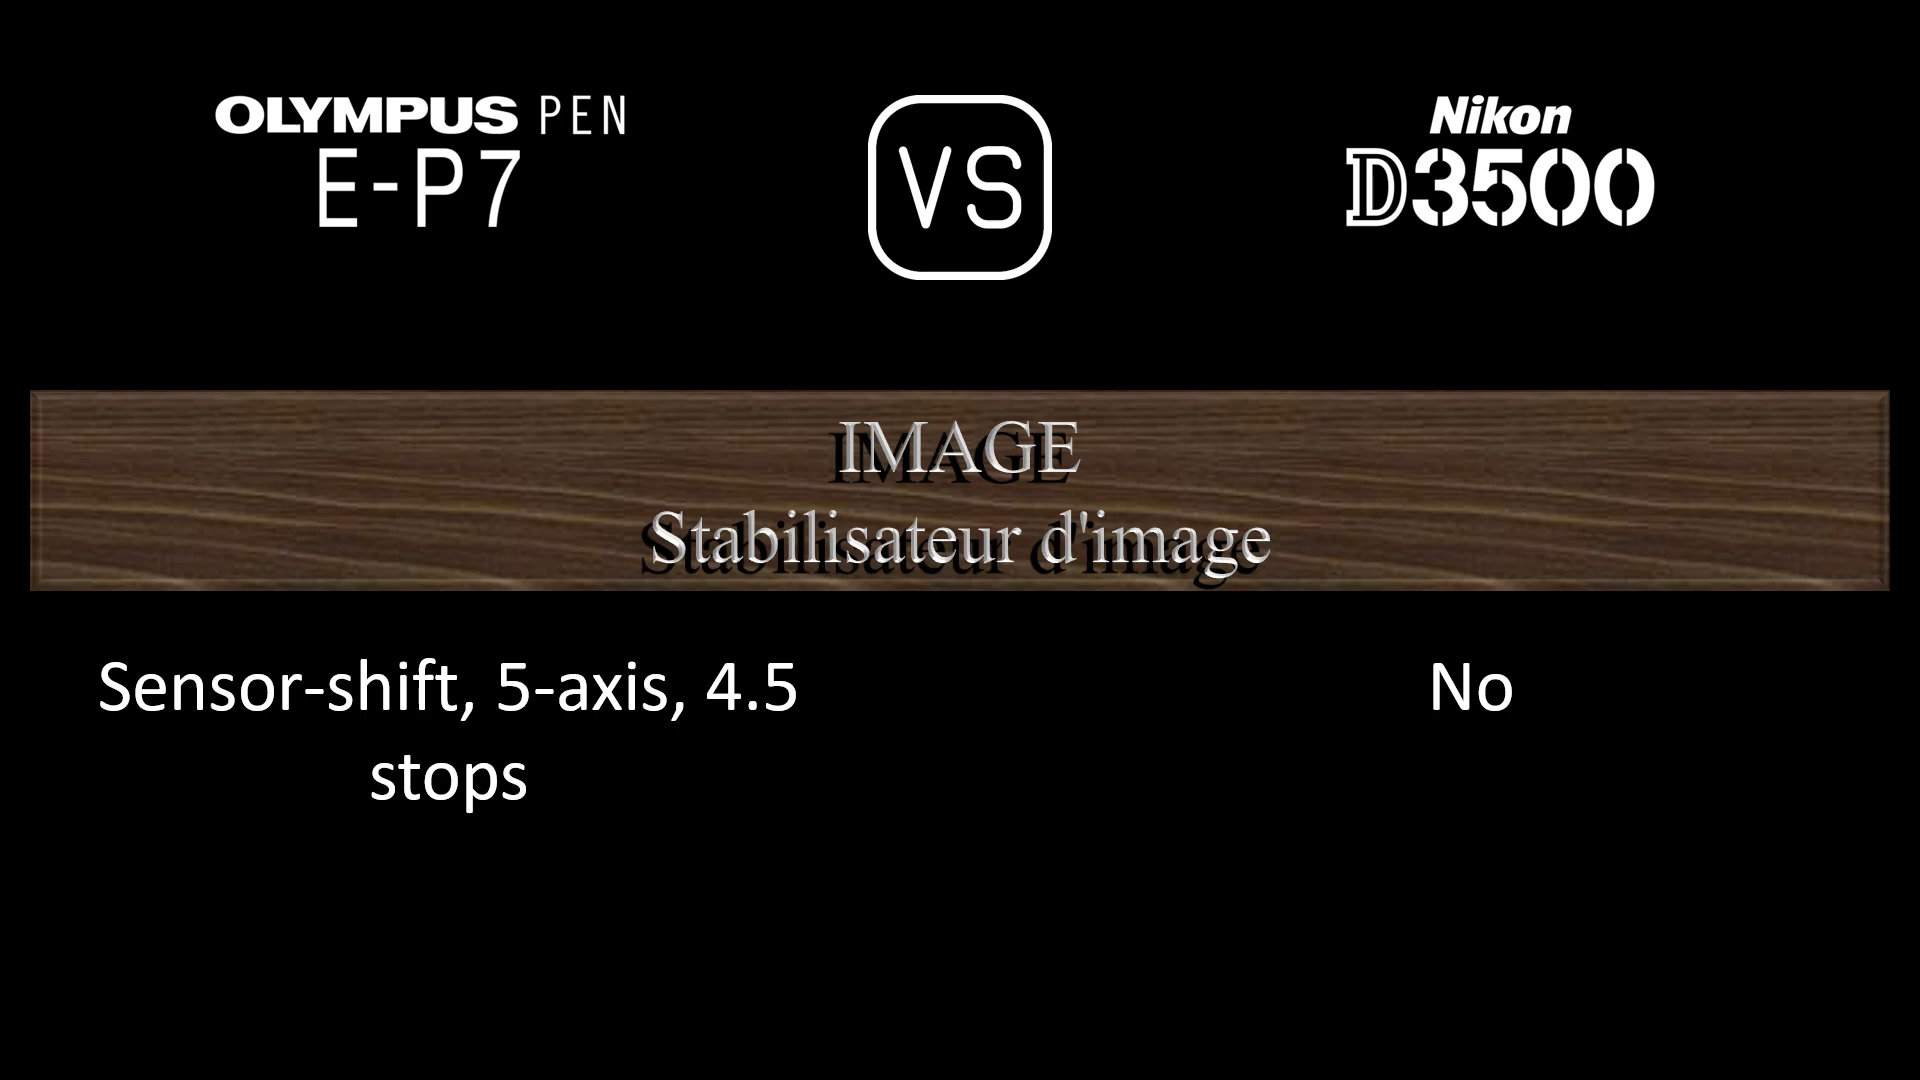 OLYMPUS PEN
E-P7
VS
Nikon
D3500
IMAGE
Stabilisateur d'image
Sensor-shift, 5-axis, 4.5
stops
No